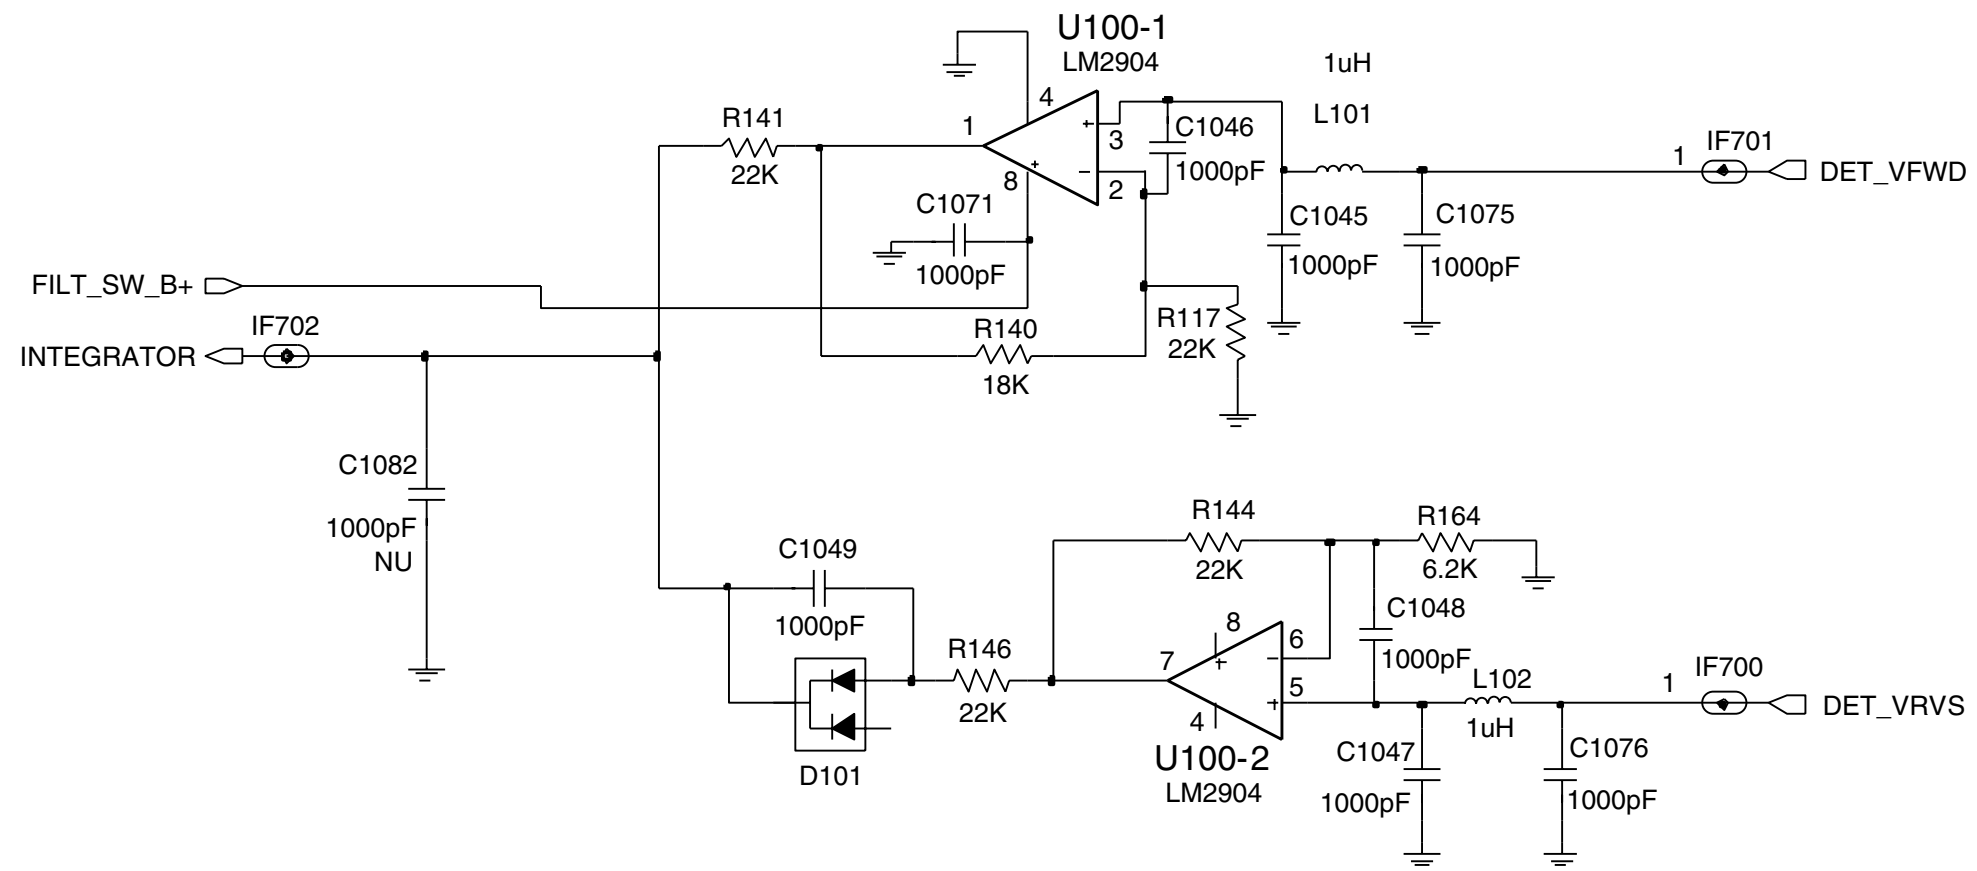 U100-1
LM2904
4
1
+
3
-
2
+
8
R141
22K
C1046
1000pF
1uH
L101
1
IF701
DET_VFWD
C1071
1000pF
C1045
1000pF
C1075
1000pF
FILT_SW_B+
IF702
INTEGRATOR
R140
18K
R117
22K
C1082
1000pF
NU
R144
22K
R164
6.2K
C1049
1000pF
C1048
1000pF
R146
22K
7
8
+
6
-
5
+
4
U100-2
LM2904
L102
1uH
1
IF700
DET_VRVS
C1047
1000pF
C1076
1000pF
D101